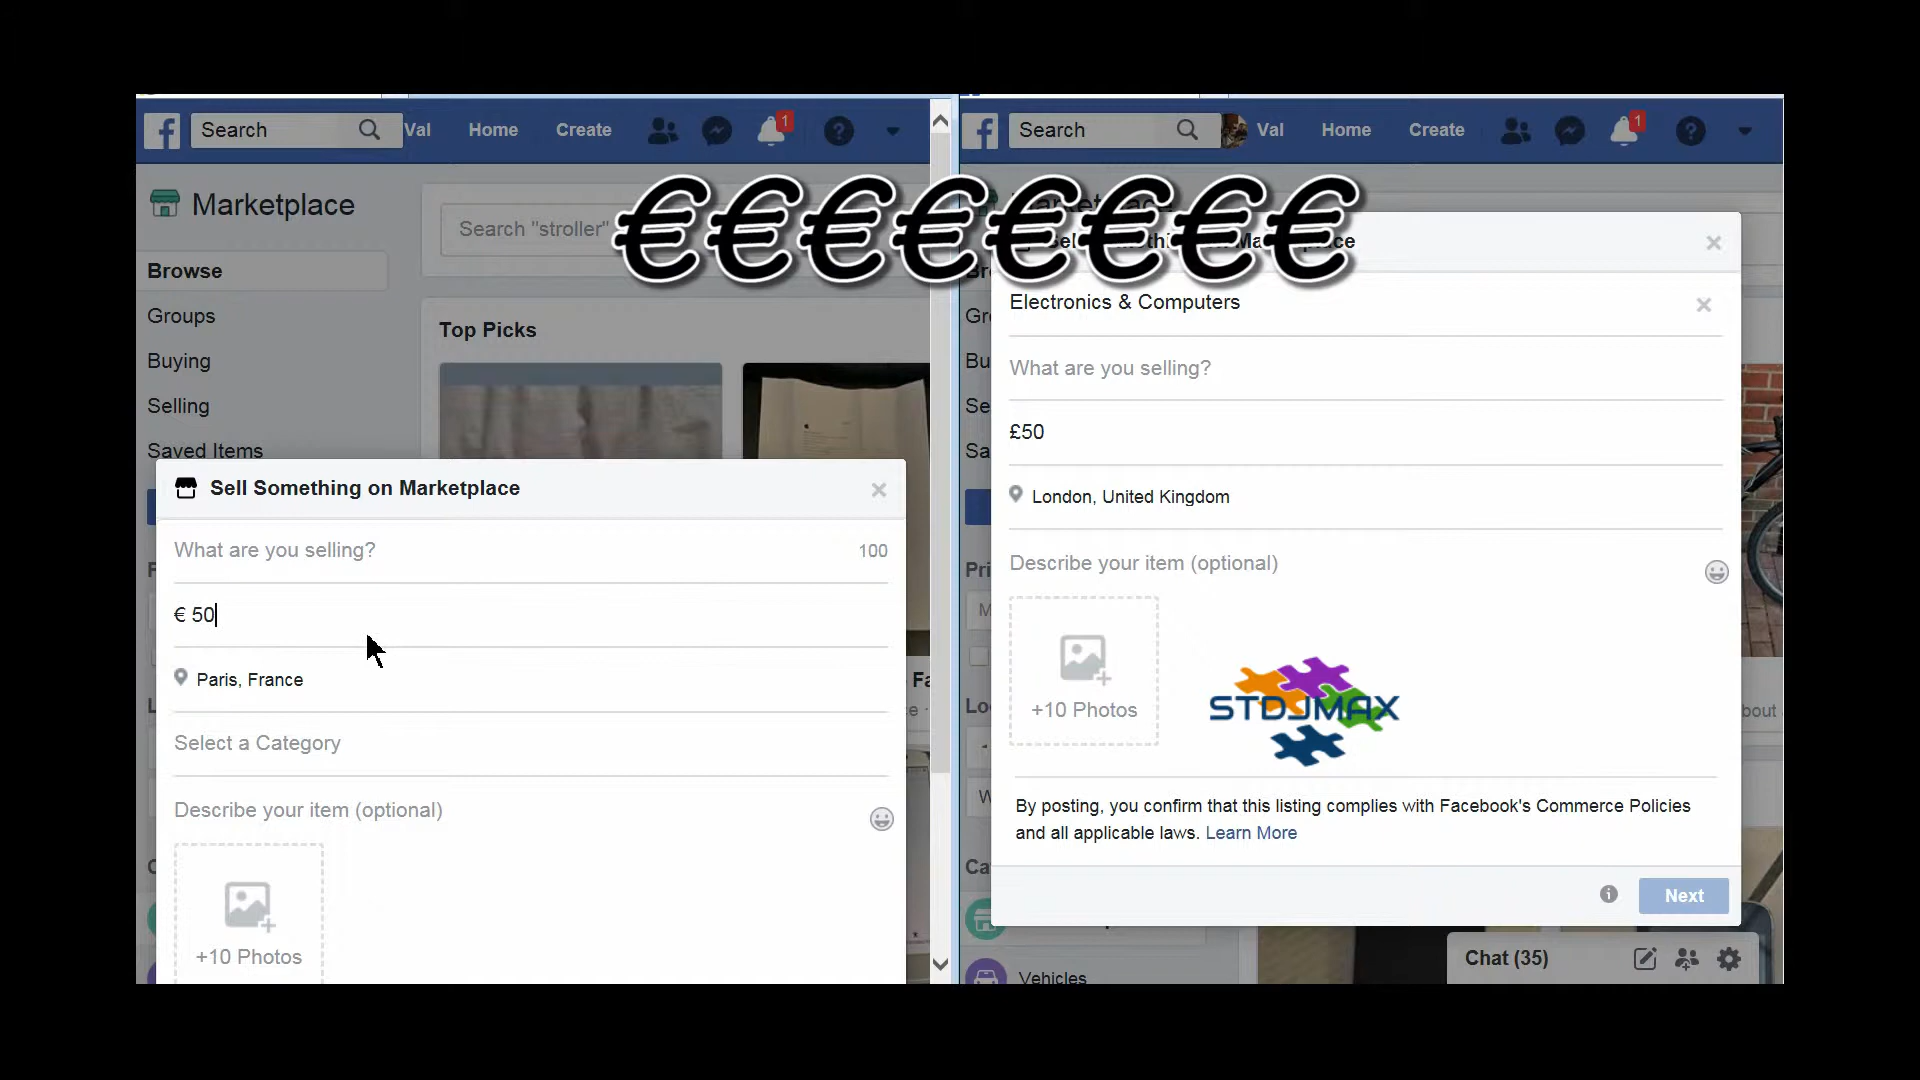 Search
Val
Home
Create
1
Marketplace
Search "stroller"
Browse
Groups
Buying
Selling
Saved Items
Top Picks
Sell Something on Marketplace
What are you selling?
100
€ 50
Paris, France
Select a Category
Describe your item (optional)
+10 Photos
€€€€€€€€
Search
Val
Home
Create
1
Electronics & Computers
What are you selling?
£50
London, United Kingdom
Describe your item (optional)
+10 Photos
STDJMAX
By posting, you confirm that this listing complies with Facebook's Commerce Policies
and all applicable laws. Learn More
Next
Chat (35)
Vehicles